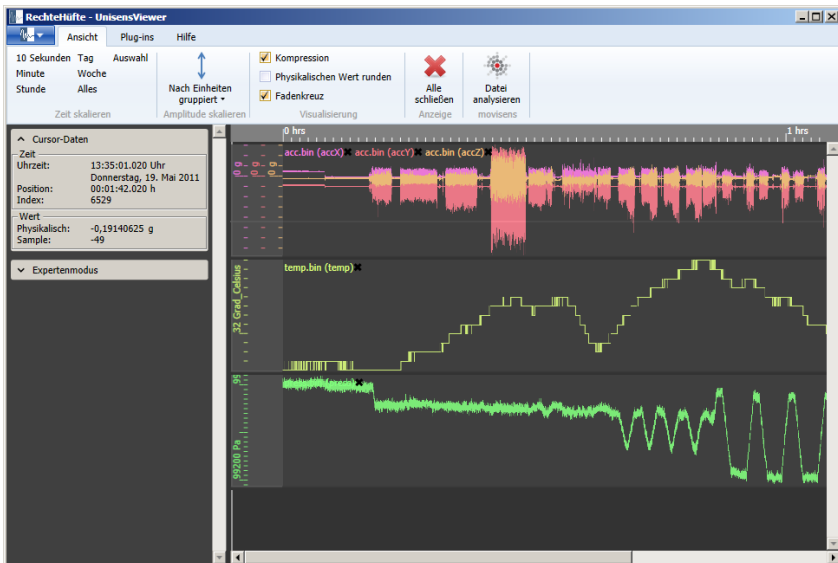 RechteHüfte - UnisensViewer
Ansicht Plug-ins Hilfe
10 Sekunden Tag Auswahl
Minute Woche
Stunde Alles
Zeit skalieren
Nach Einheiten
gruppiert
Amplitude skalieren
Kompression
Physikalischen Wert runden
Fadenkreuz
Visualisierung
Alle
schließen
Anzeige
Datei
analysieren
movisens
Cursor-Daten
Zeit
Uhrzeit: 13:35:01.020 Uhr
Donnerstag, 19. Mai 2011
Position: 00:01:42.020 h
Index: 6529
Wert
Physikalisch: -0,19140625 g
Sample: -49
Expertenmodus
0 hrs 1 hrs
acc.bin (accX) acc.bin (accY) acc.bin (accZ)
0 g 0 g 0 g
temp.bin (temp)
32 Grad_Celsius
99200 Pa